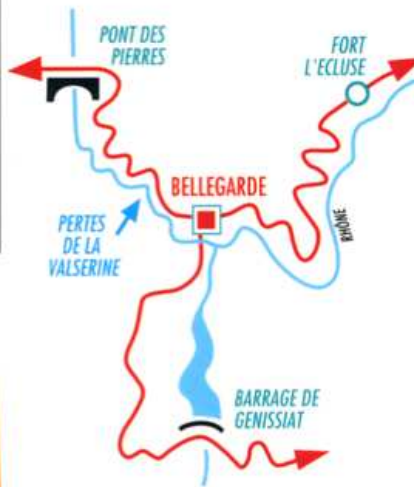 PONT DES
PIERRES
FORT
L'ECLUSE
BELLEGARDE
PERTES
DE LA
VALSERINE
RHÔNE
BARRAGE DE
GENISSIAT